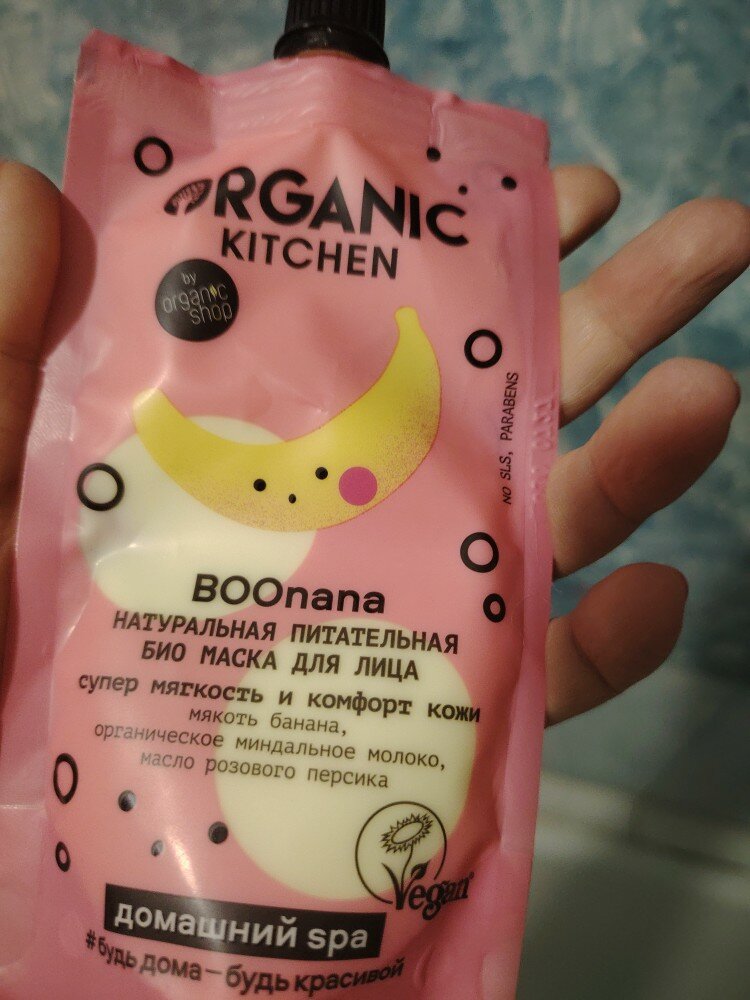 ORGANIC
KITCHEN
by
organic
shop
NO SLS, PARABENS
BOOnana
НАТУРАЛЬНАЯ ПИТАТЕЛЬНАЯ
БИО МАСКА ДЛЯ ЛИЦА
супер мягкость и комфорт кожи
мякоть банана,
органическое миндальное молоко,
масло розового персика
Vegan
домашний spa
#будь дома—будь красивой